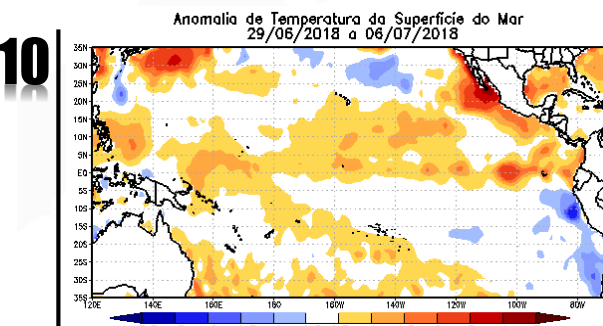 10
Anomalia de Temperatura da Superfície do Mar
29/06/2018 a 06/07/2018
35N
30N
25N
20N
15N
10N
5N
EQ
5S
10S
15S
20S
25S
30S
35S
120E 140E 160E 180 160W 140W 120W 100W 80W